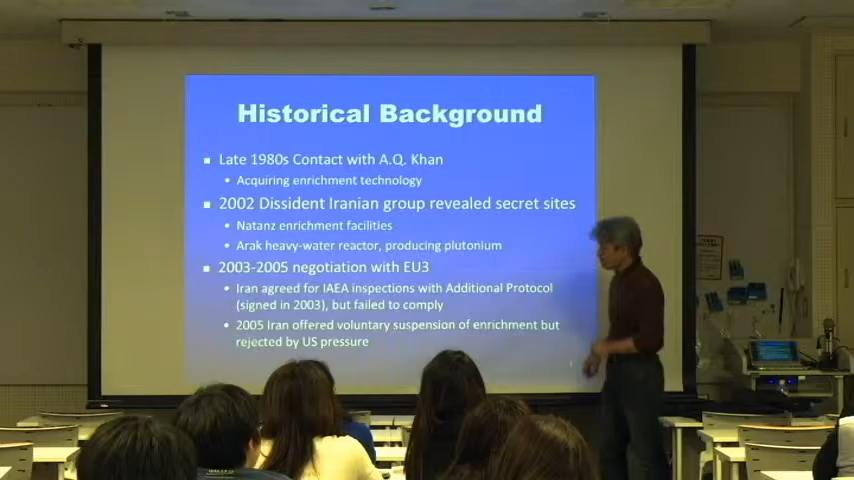 Historical Background
▪ Late 1980s Contact with A.Q. Khan
• Acquiring enrichment technology
▪ 2002 Dissident Iranian group revealed secret sites
• Natanz enrichment facilities
• Arak heavy-water reactor, producing plutonium
▪ 2003-2005 negotiation with EU3
• Iran agreed for IAEA inspections with Additional Protocol
(signed in 2003), but failed to comply
• 2005 Iran offered voluntary suspension of enrichment but
rejected by US pressure